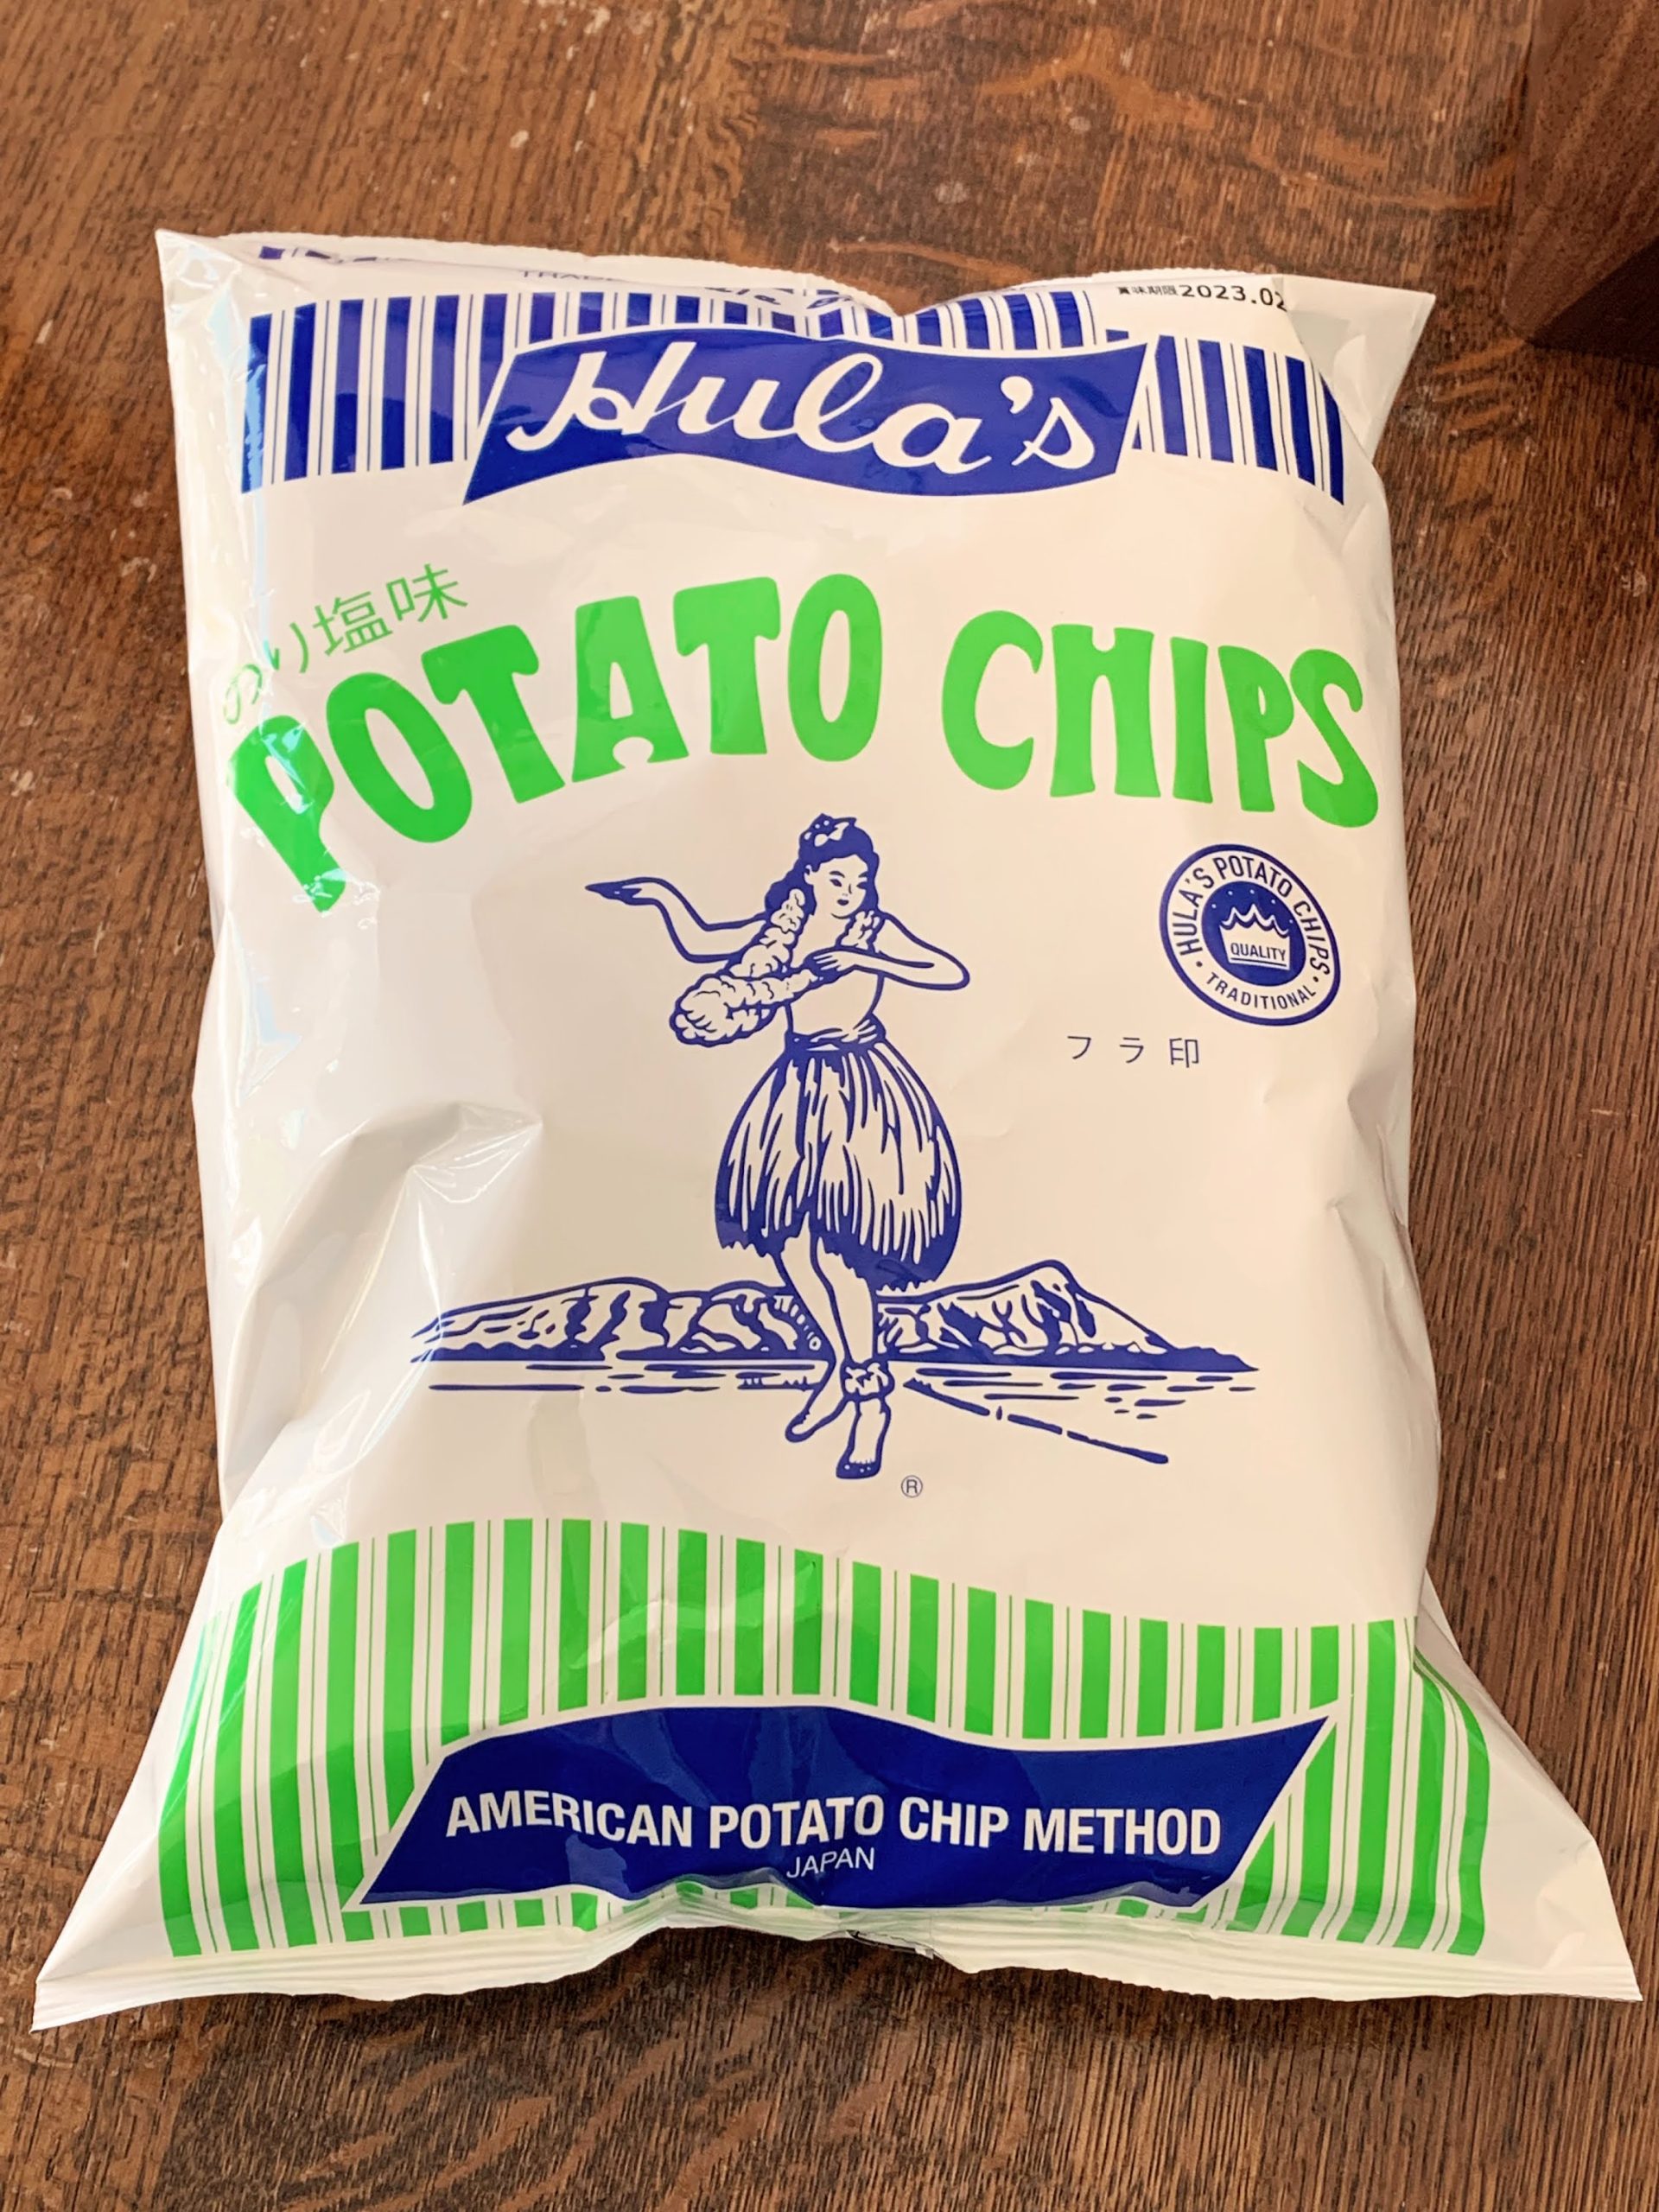 賞味期限2023.02
Hula's
のり塩味
POTATO CHIPS
HULA'S POTATO CHIPS
QUALITY
TRADITIONAL
フラ印
®
AMERICAN POTATO CHIP METHOD
JAPAN